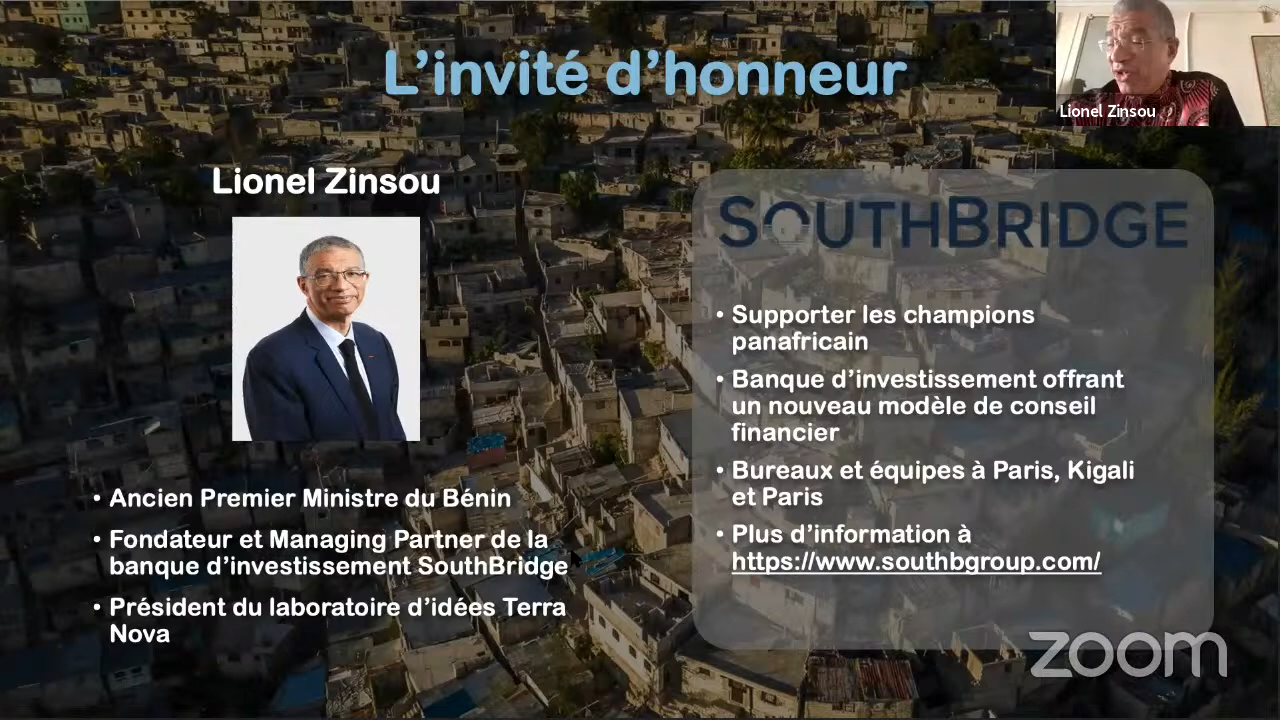 L’invité d’honneur
Lionel Zinsou
Lionel Zinsou
• Ancien Premier Ministre du Bénin
• Fondateur et Managing Partner de la
banque d’investissement SouthBridge
• Président du laboratoire d’idées Terra
Nova
SOUTHBRIDGE
• Supporter les champions
panafricain
• Banque d’investissement offrant
un nouveau modèle de conseil
financier
• Bureaux et équipes à Paris, Kigali
et Paris
• Plus d’information à
https://www.southbgroup.com/
zoom